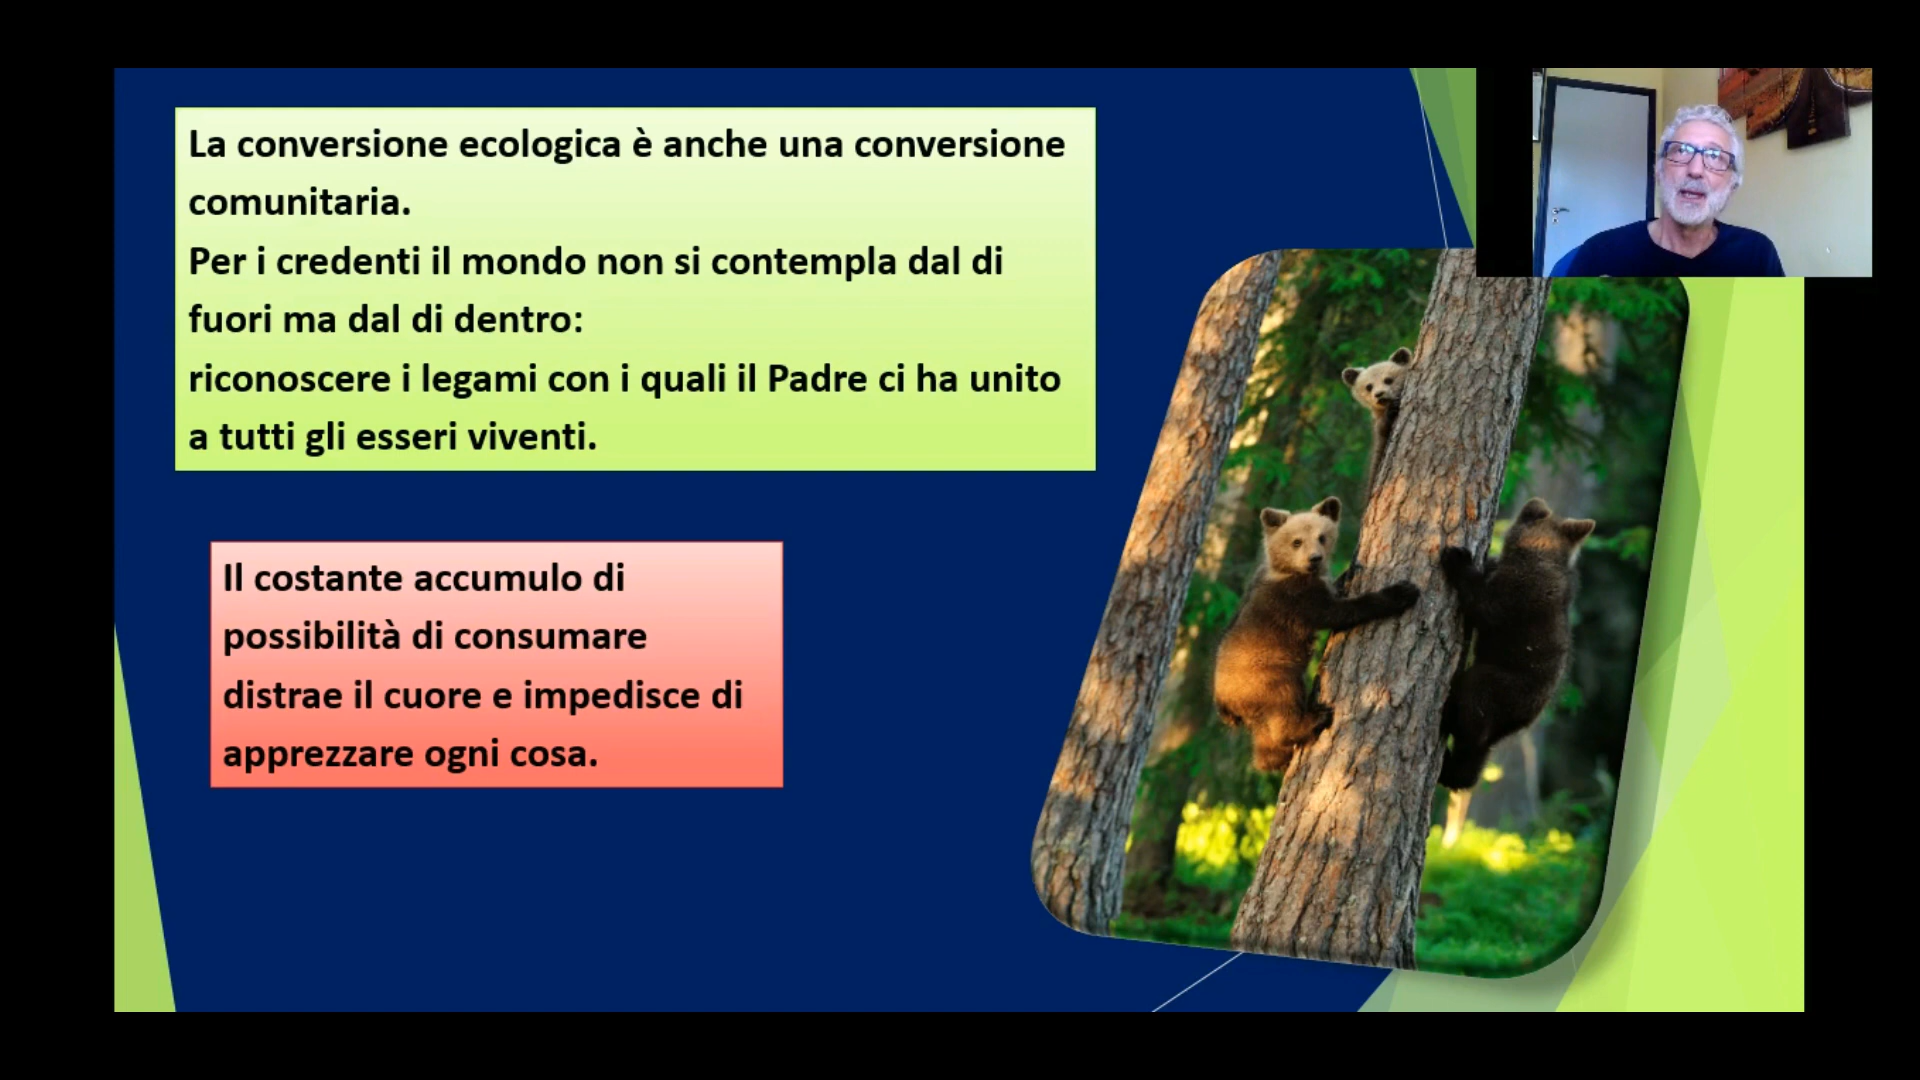 La conversione ecologica è anche una conversione
comunitaria.
Per i credenti il mondo non si contempla dal di
fuori ma dal di dentro:
riconoscere i legami con i quali il Padre ci ha unito
a tutti gli esseri viventi.
Il costante accumulo di
possibilità di consumare
distrae il cuore e impedisce di
apprezzare ogni cosa.